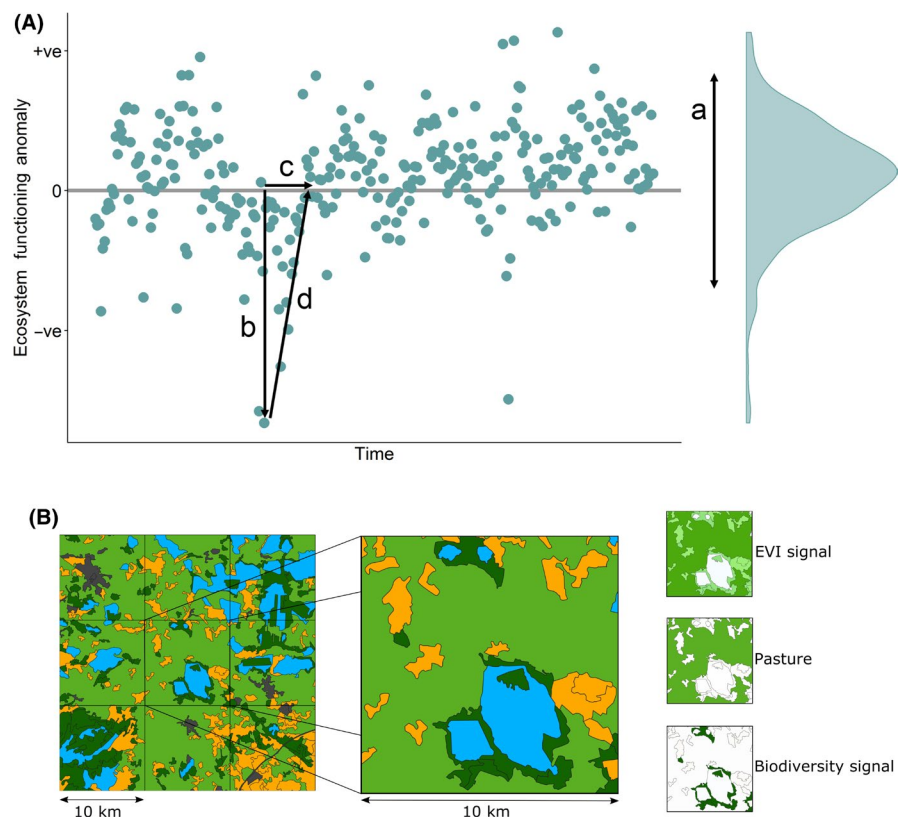 (A)
+ve
0
−ve
Ecosystem functioning anomaly
Time
a
b
c
d
(B)
10 km
10 km
EVI signal
Pasture
Biodiversity signal